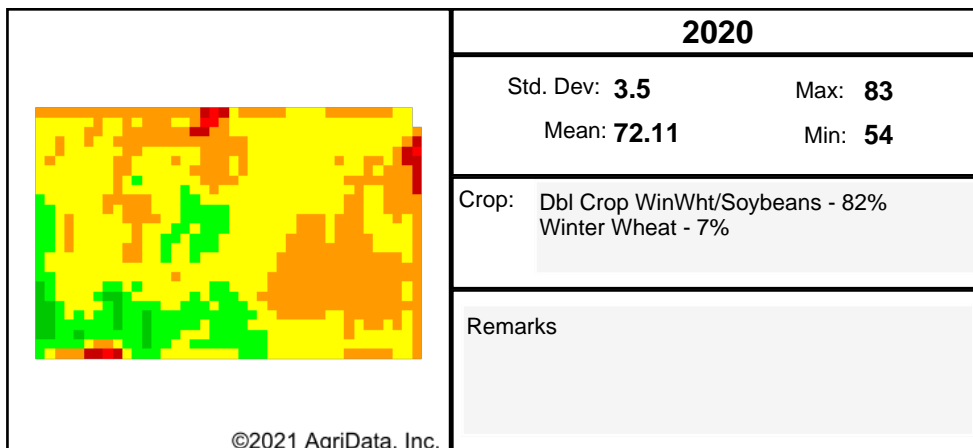 2020
Std. Dev: 3.5 Max: 83
Mean: 72.11 Min: 54
Crop: Dbl Crop WinWht/Soybeans - 82%
Winter Wheat - 7%
Remarks
©2021 AgriData, Inc.